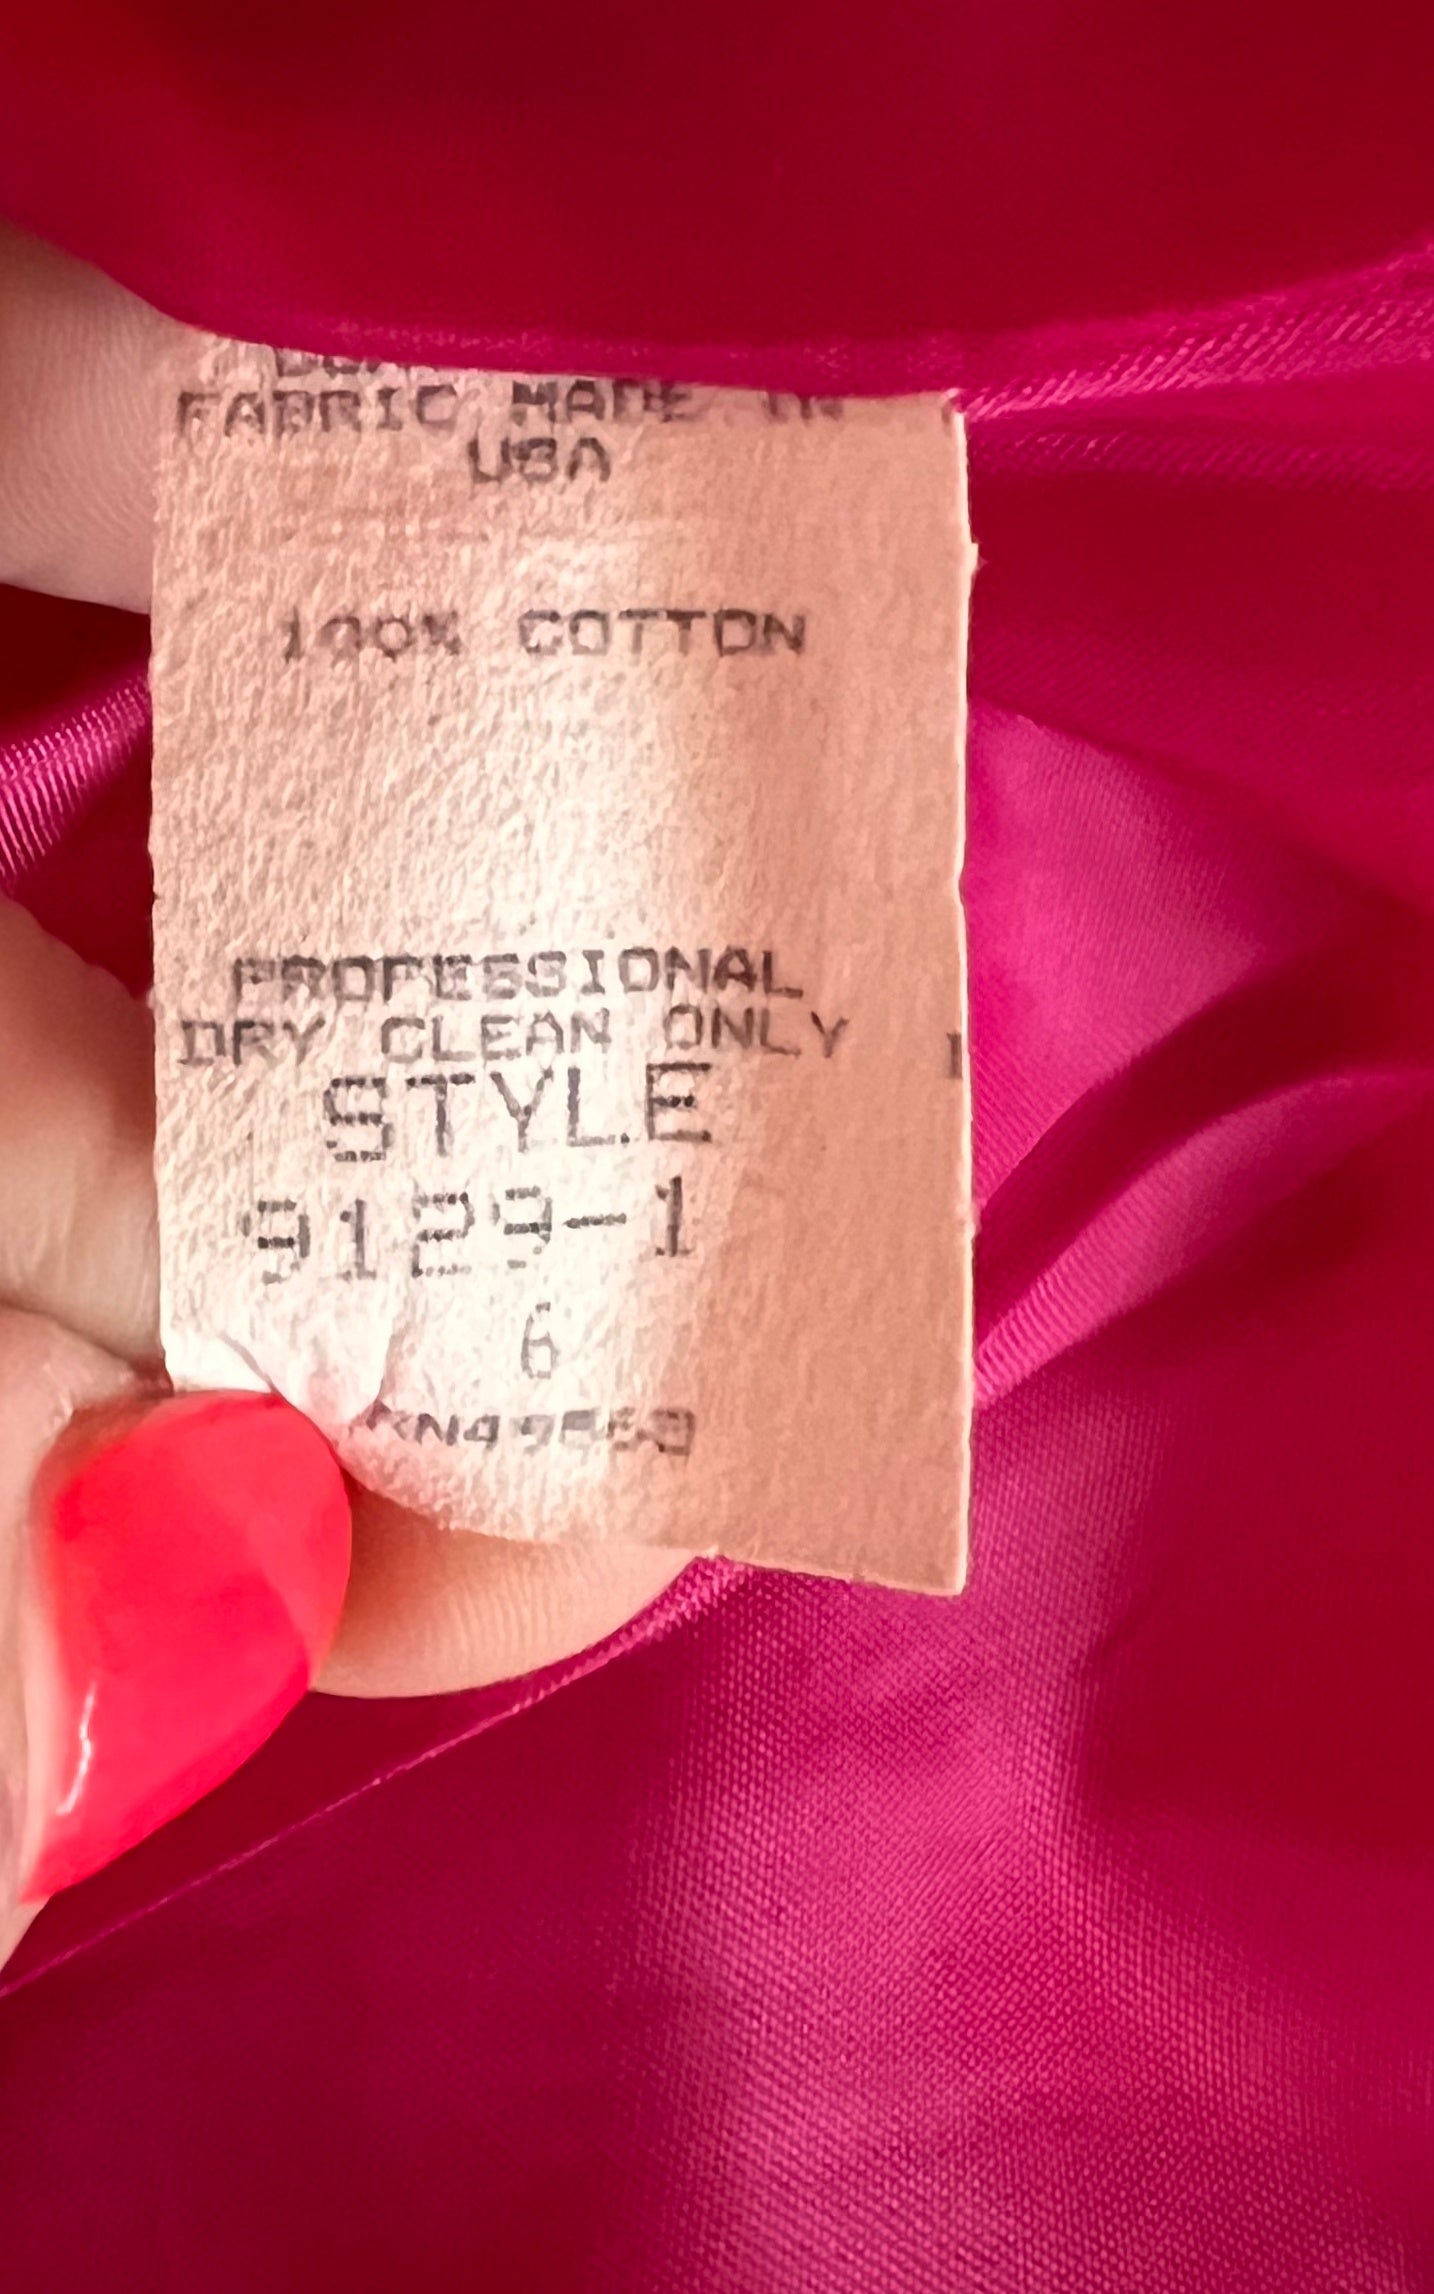 FABRIC MADE IN
USA
100% COTTON
PROFESSIONAL
DRY CLEAN ONLY
STYLE
9129-1
6